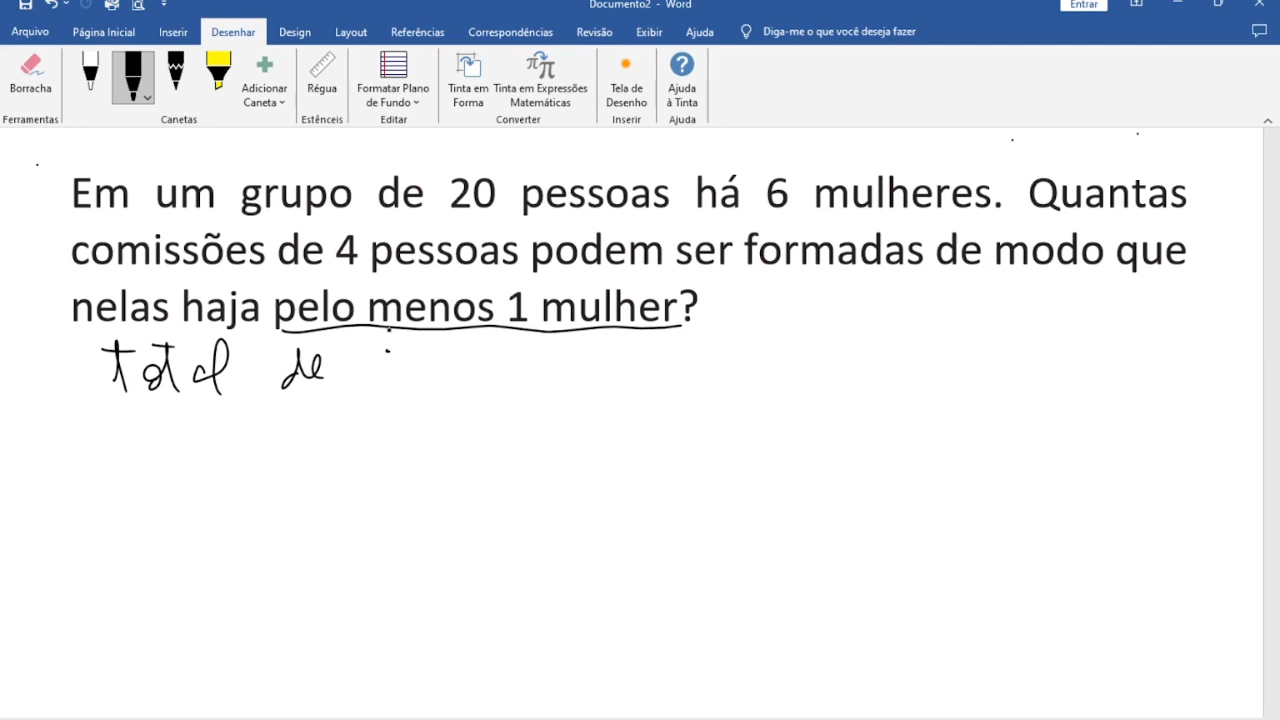 Documento2 - Word
Entrar
Arquivo Página Inicial Inserir Desenhar Design Layout Referências Correspondências Revisão Exibir Ajuda Diga-me o que você deseja fazer
Borracha
Adicionar Caneta
Régua
Formatar Plano de Fundo
Tinta em Forma
Tinta em Expressões Matemáticas
Tela de Desenho
Ajuda à Tinta
Ferramentas Canetas Estênceis Editar Converter Inserir Ajuda
Em um grupo de 20 pessoas há 6 mulheres. Quantas
comissões de 4 pessoas podem ser formadas de modo que
nelas haja pelo menos 1 mulher?
total de